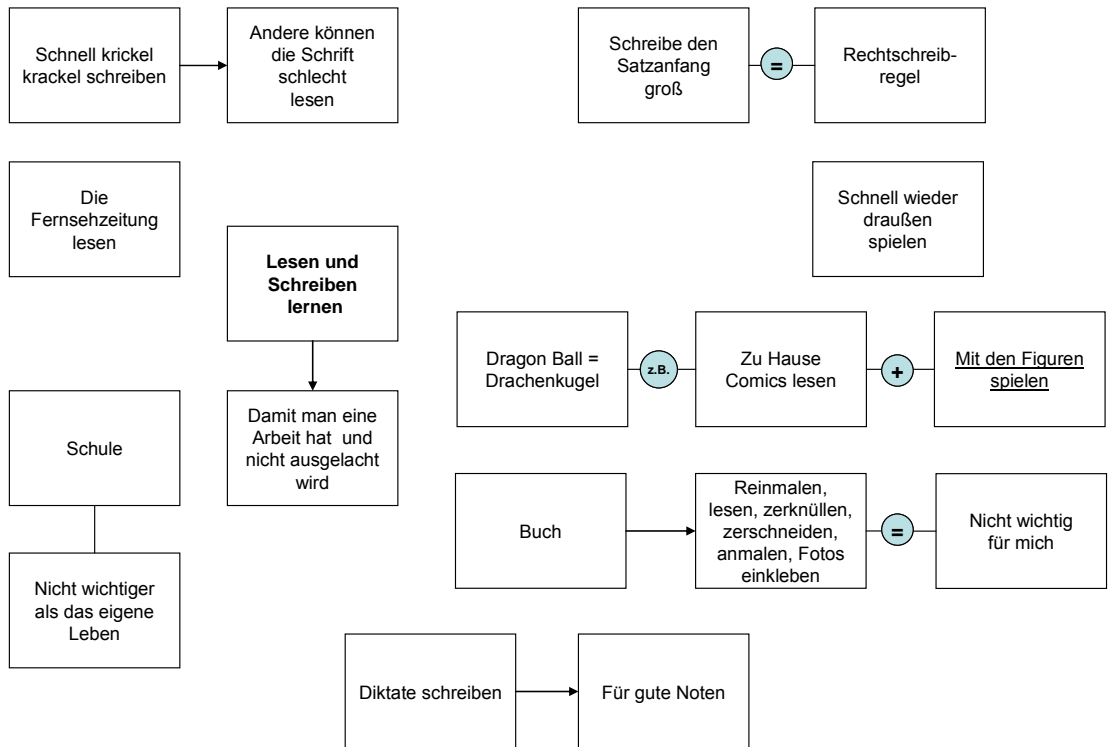 Schnell krickel
krackel schreiben
Andere können
die Schrift
schlecht
lesen
Schreibe den
Satzanfang
groß
=
Rechtschreib-
regel
Die
Fernsehzeitung
lesen
Schnell wieder
draußen
spielen
Lesen und
Schreiben
lernen
Dragon Ball =
Drachenkugel
z.B.
Zu Hause
Comics lesen
+
Mit den Figuren
spielen
Schule
Damit man eine
Arbeit hat und
nicht ausgelacht
wird
Buch
Reinmalen,
lesen, zerknüllen,
zerschneiden,
anmalen, Fotos
einkleben
=
Nicht wichtig
für mich
Nicht wichtiger
als das eigene
Leben
Diktate schreiben
Für gute Noten